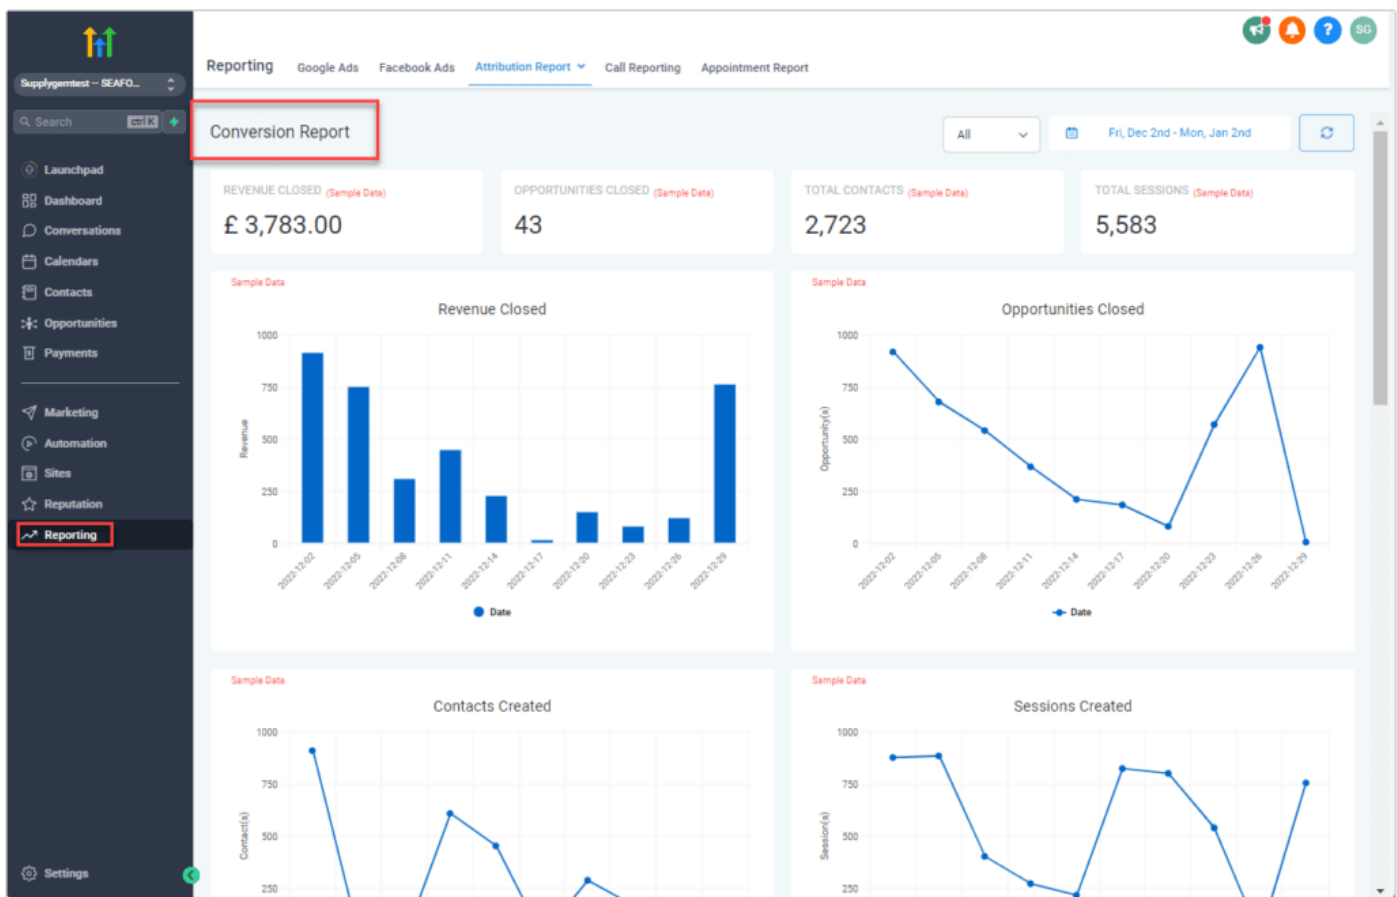 SG
Supplygemtest -- SEAFO...
Search ctrl K
Launchpad
Dashboard
Conversations
Calendars
Contacts
Opportunities
Payments
Marketing
Automation
Sites
Reputation
Reporting
Settings
Reporting Google Ads Facebook Ads Attribution Report Call Reporting Appointment Report
Conversion Report
All
Fri, Dec 2nd - Mon, Jan 2nd
REVENUE CLOSED (Sample Data)
£ 3,783.00
OPPORTUNITIES CLOSED (Sample Data)
43
TOTAL CONTACTS (Sample Data)
2,723
TOTAL SESSIONS (Sample Data)
5,583
Sample Data
Revenue Closed
1000
750
500
250
0
Revenue
2022-12-02 2022-12-05 2022-12-08 2022-12-11 2022-12-14 2022-12-17 2022-12-20 2022-12-23 2022-12-26 2022-12-29
Date
Sample Data
Opportunities Closed
1000
750
500
250
0
Opportunity(s)
2022-12-02 2022-12-05 2022-12-08 2022-12-11 2022-12-14 2022-12-17 2022-12-20 2022-12-23 2022-12-26 2022-12-29
Date
Sample Data
Contacts Created
1000
750
500
250
Contact(s)
Sample Data
Sessions Created
1000
750
500
250
Session(s)